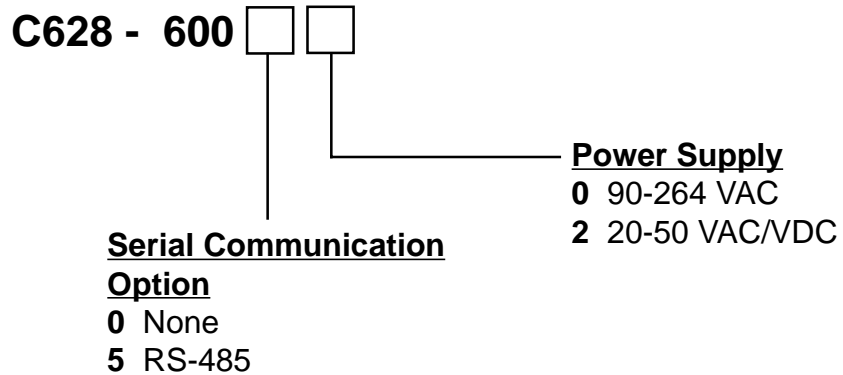 C628 - 600
Power Supply
0 90-264 VAC
2 20-50 VAC/VDC
Serial Communication
Option
0 None
5 RS-485